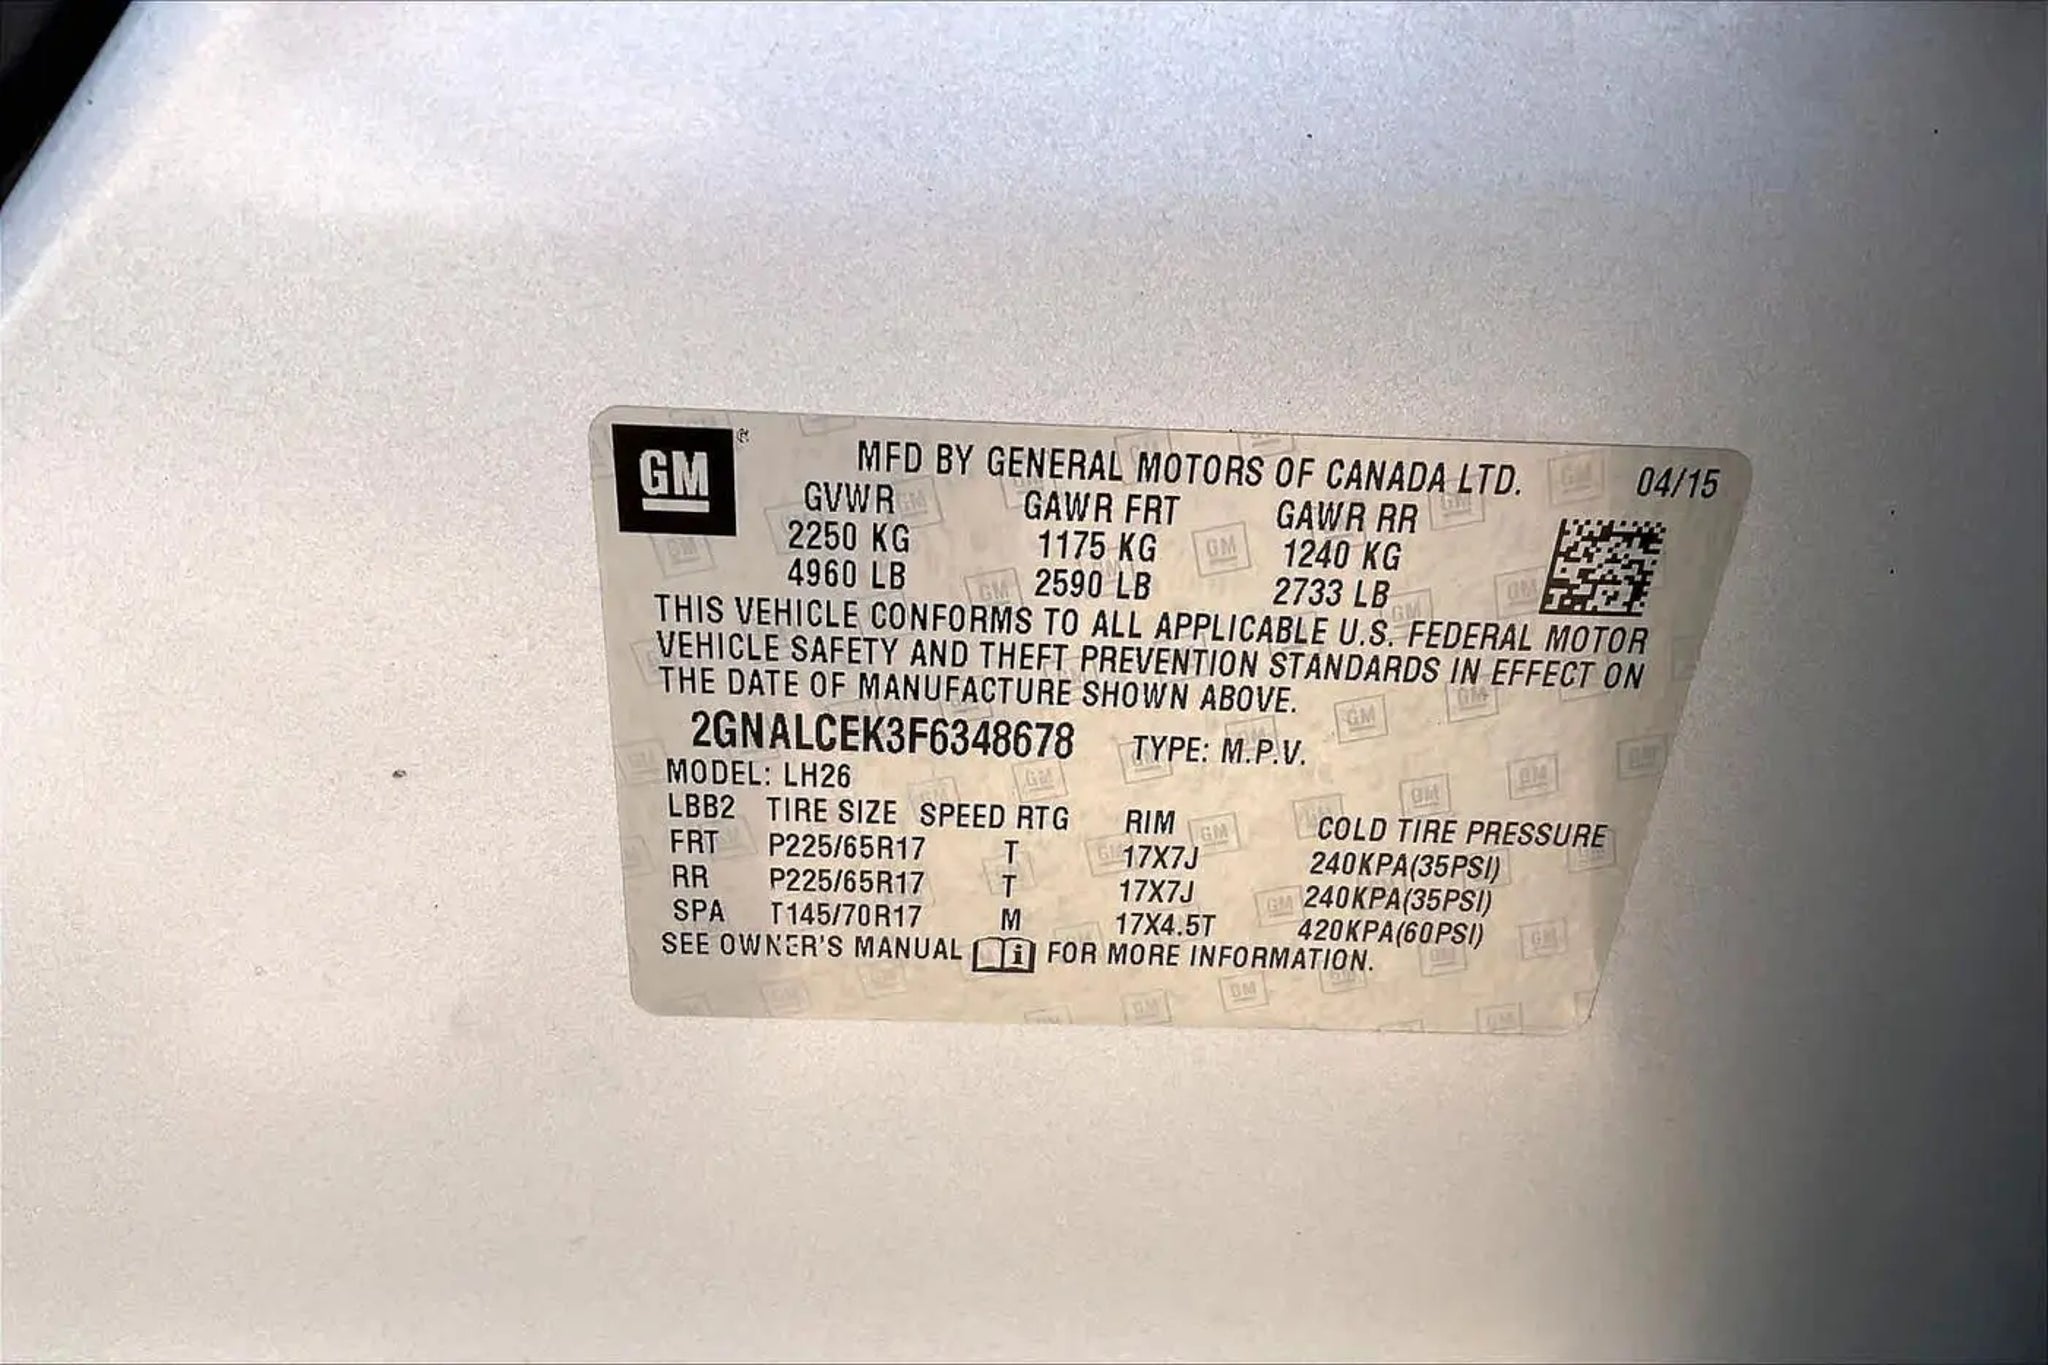 GM ®
MFD BY GENERAL MOTORS OF CANADA LTD. 04/15
GVWR GAWR FRT GAWR RR
2250 KG 1175 KG 1240 KG
4960 LB 2590 LB 2733 LB
THIS VEHICLE CONFORMS TO ALL APPLICABLE U.S. FEDERAL MOTOR
VEHICLE SAFETY AND THEFT PREVENTION STANDARDS IN EFFECT ON
THE DATE OF MANUFACTURE SHOWN ABOVE.
2GNALCEK3F6348678 TYPE: M.P.V.
MODEL: LH26
LBB2 TIRE SIZE SPEED RTG RIM COLD TIRE PRESSURE
FRT P225/65R17 T 17X7J 240KPA(35PSI)
RR P225/65R17 T 17X7J 240KPA(35PSI)
SPA T145/70R17 M 17X4.5T 420KPA(60PSI)
SEE OWNER'S MANUAL i FOR MORE INFORMATION.